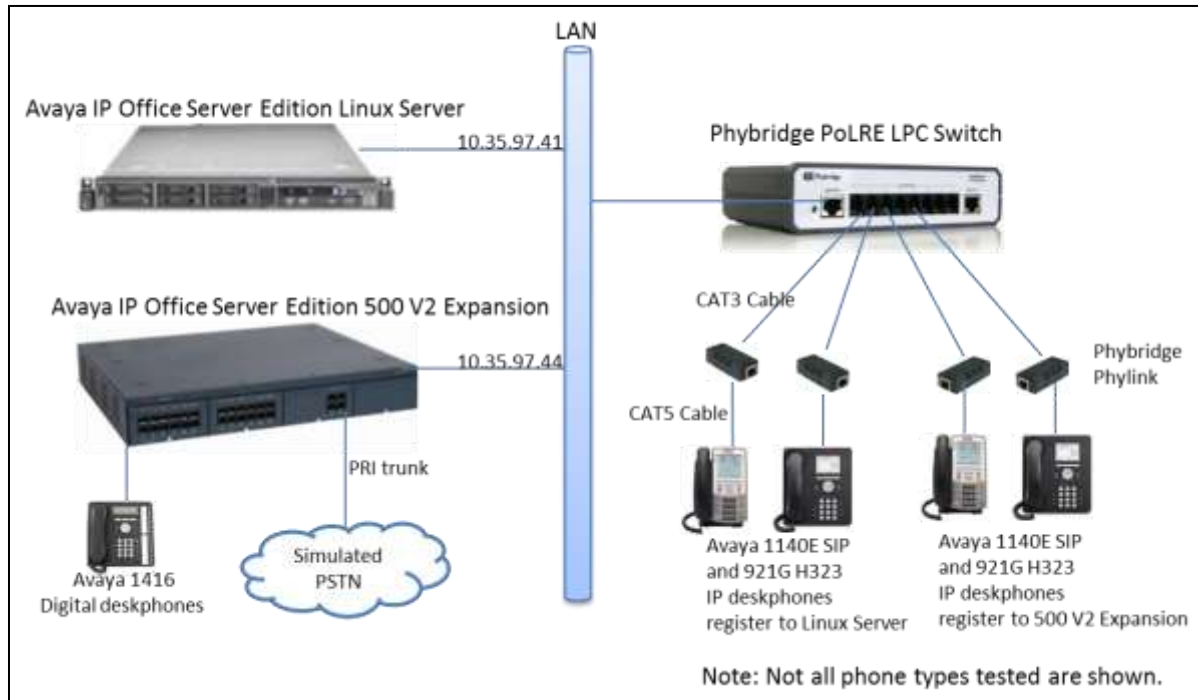 LAN
Avaya IP Office Server Edition Linux Server
10.35.97.41
Phybridge PoLRE LPC Switch
Avaya IP Office Server Edition 500 V2 Expansion
10.35.97.44
CAT3 Cable
Phybridge
Phylink
CAT5 Cable
PRI trunk
Simulated
PSTN
Avaya 1416
Digital deskphones
Avaya 1140E SIP
and 921G H323
IP deskphones
register to Linux Server
Avaya 1140E SIP
and 921G H323
IP deskphones
register to 500 V2 Expansion
Note: Not all phone types tested are shown.